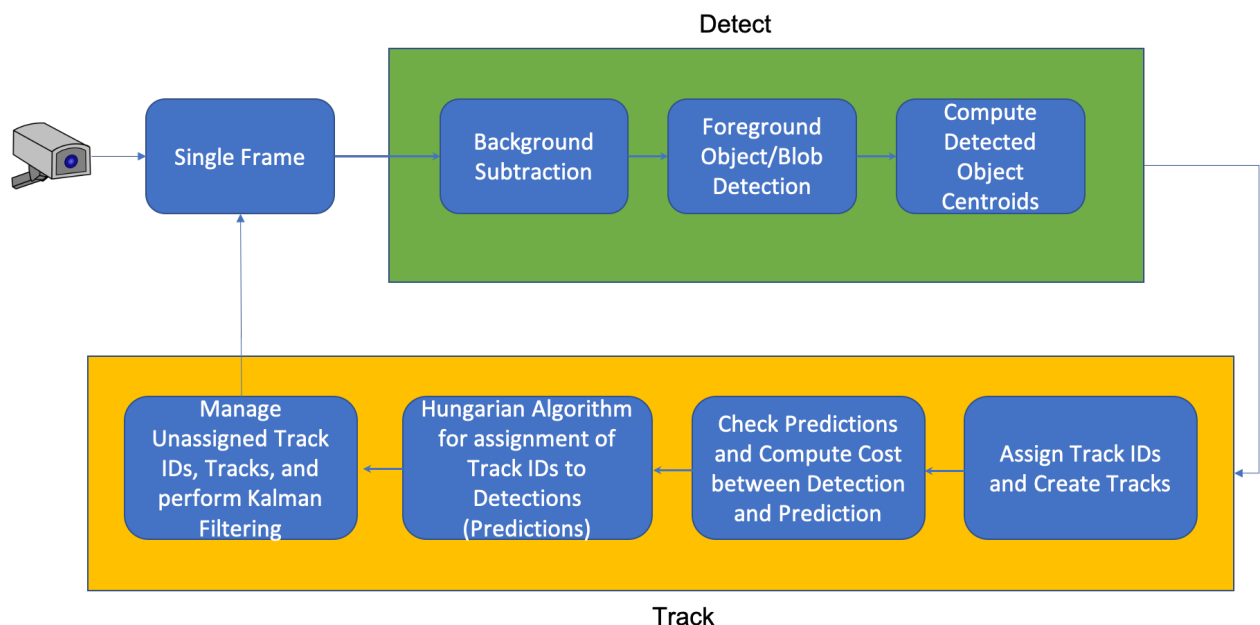 Detect
Single Frame
Background
Subtraction
Foreground
Object/Blob
Detection
Compute
Detected
Object
Centroids
Assign Track IDs
and Create Tracks
Check Predictions
and Compute Cost
between Detection
and Prediction
Hungarian Algorithm
for assignment of
Track IDs to
Detections
(Predictions)
Manage
Unassigned Track
IDs, Tracks, and
perform Kalman
Filtering
Track